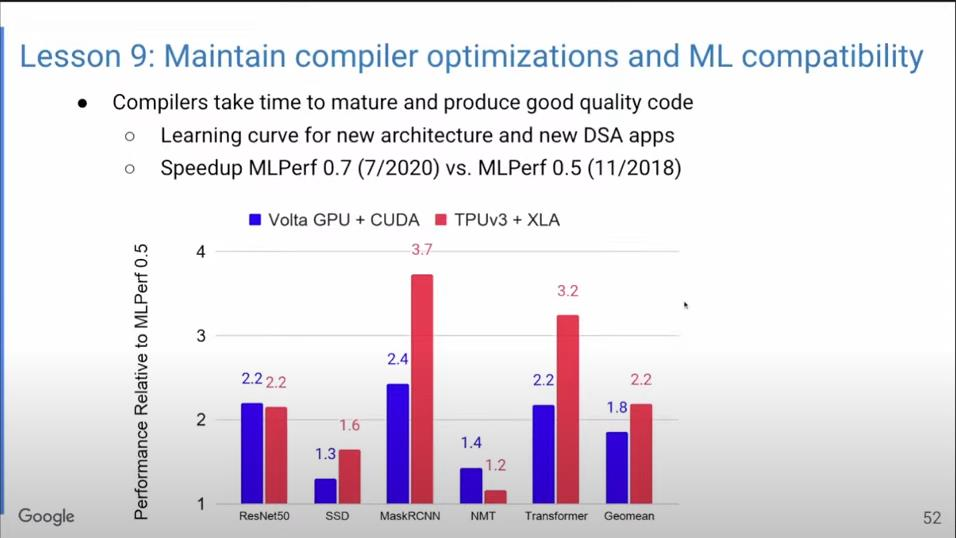 Lesson 9: Maintain compiler optimizations and ML compatibility
● Compilers take time to mature and produce good quality code
○ Learning curve for new architecture and new DSA apps
○ Speedup MLPerf 0.7 (7/2020) vs. MLPerf 0.5 (11/2018)
Volta GPU + CUDA TPUv3 + XLA
Performance Relative to MLPerf 0.5
4
3
2
1
2.2 2.2
1.3 1.6
2.4 3.7
1.4 1.2
2.2 3.2
1.8 2.2
ResNet50 SSD MaskRCNN NMT Transformer Geomean
Google
52